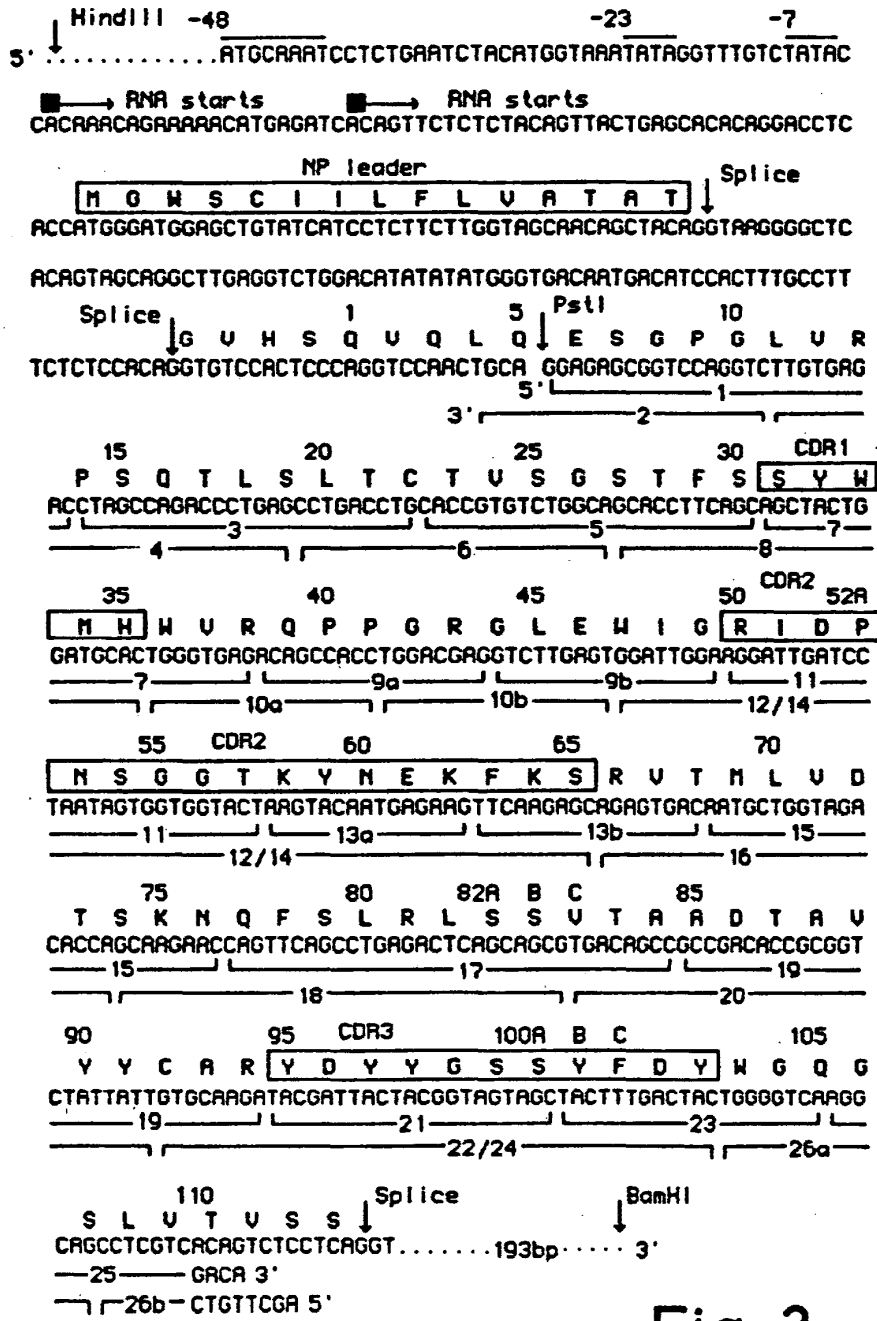 HindIII -48 -23 -7
5' ............ATGCAAATCCTCTGAATCTACATGGTAAATATAGGTTTGTCTATAC
RNA starts RNA starts
CACAAACAGAAAAACATGAGATCACAGTTCTCTCTACAGTTACTGAGCACACAGGACCTC
NP leader
M G W S C I I L F L V A T A T Splice
ACCATGGGATGGAGCTGTATCATCCTCTTCTTGGTAGCAACAGCTACAGGTAAGGGGCTC
ACAGTAGCAGGCTTGAGGTCTGGACATATATATGGGTGACAATGACATCCACTTTGCCTT
Splice 1 5 PstI 10
G V H S Q V Q L Q E S G P G L V R
TCTCTCCACAGGTGTCCACTCCCAGGTCCAACTGCA GGAGAGCGGTCCAGGTCTTGTGAG
5' 1
3' 2
15 20 25 30 CDR1
P S Q T L S L T C T V S G S T F S S Y W
ACCTAGCCAGACCCTGAGCCTGACCTGCACCGTGTCTGGCAGCACCTTCAGCAGCTACTG
3 5 7
4 6 8
35 40 45 50 CDR2 52A
M H W V R Q P P G R G L E W I G R I D P
GATGCACTGGGTGAGACAGCCACCTGGACGAGGTCTTGAGTGGATTGGAAGGATTGATCC
7 9a 9b 11
10a 10b 12/14
55 CDR2 60 65 70
N S G G T K Y N E K F K S R V T M L V D
TAATAGTGGTGGTACTAAGTACAATGAGAAGTTCAAGAGCAGAGTGACAATGCTGGTAGA
11 13a 13b 15
12/14 16
75 80 82A B C 85
T S K N Q F S L R L S S V T A A D T A V
CACCAGCAAGAACCAGTTCAGCCTGAGACTCAGCAGCGTGACAGCCGCCGACACCGCGGT
15 17 19
18 20
90 95 CDR3 100A B C 105
Y Y C A R Y D Y Y G S S Y F D Y W G Q G
CTATTATTGTGCAAGATACGATTACTACGGTAGTAGCTACTTTGACTACTGGGGTCAAGG
19 21 23
22/24 26a
110 Splice BamHI
S L V T V S S
CAGCCTCGTCACAGTCTCCTCAGGT.......193bp..... 3'
25 GACA 3'
26b CTGTTCGA 5'
Fig. 3